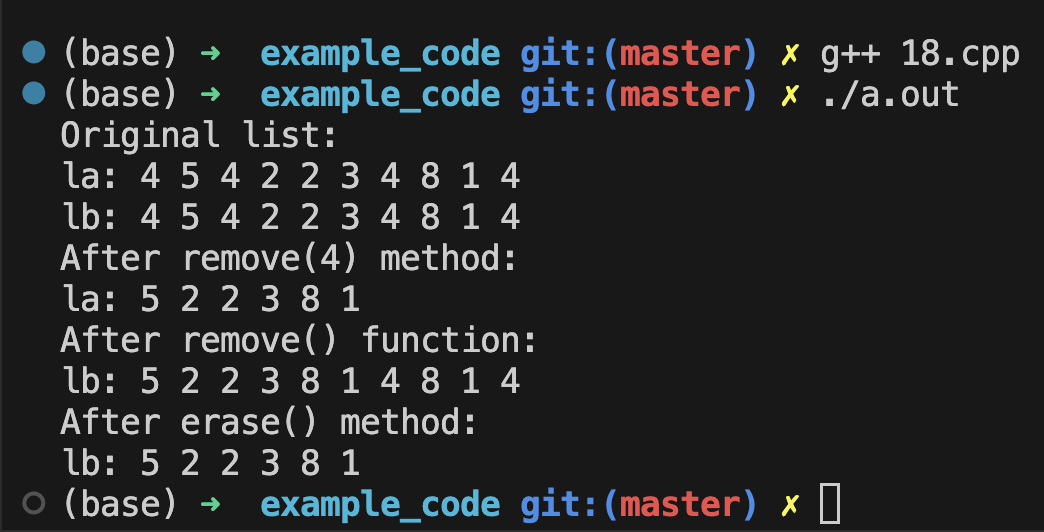 (base) ➜ example_code git:(master) ✗ g++ 18.cpp
(base) ➜ example_code git:(master) ✗ ./a.out
Original list:
la: 4 5 4 2 2 3 4 8 1 4
lb: 4 5 4 2 2 3 4 8 1 4
After remove(4) method:
la: 5 2 2 3 8 1
After remove() function:
lb: 5 2 2 3 8 1 4 8 1 4
After erase() method:
lb: 5 2 2 3 8 1
(base) ➜ example_code git:(master) ✗